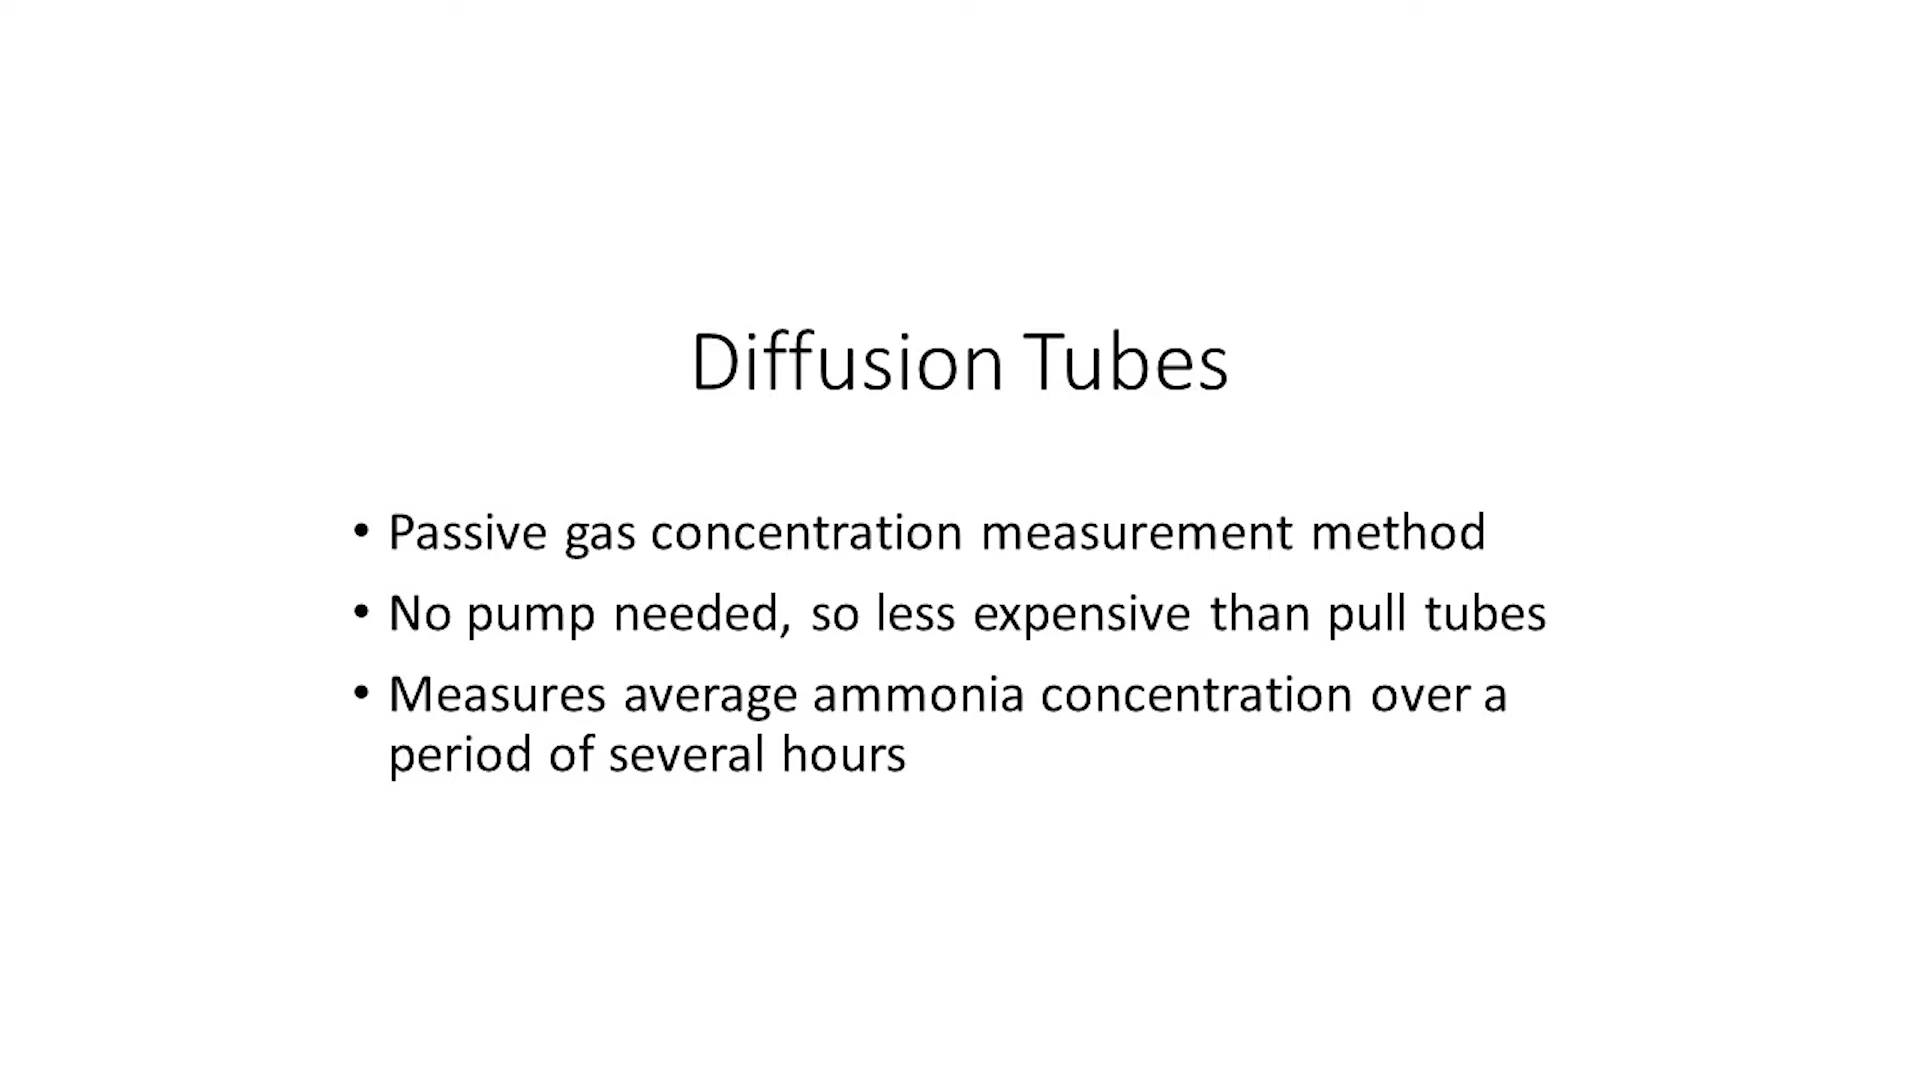 Diffusion Tubes
• Passive gas concentration measurement method
• No pump needed, so less expensive than pull tubes
• Measures average ammonia concentration over a
period of several hours